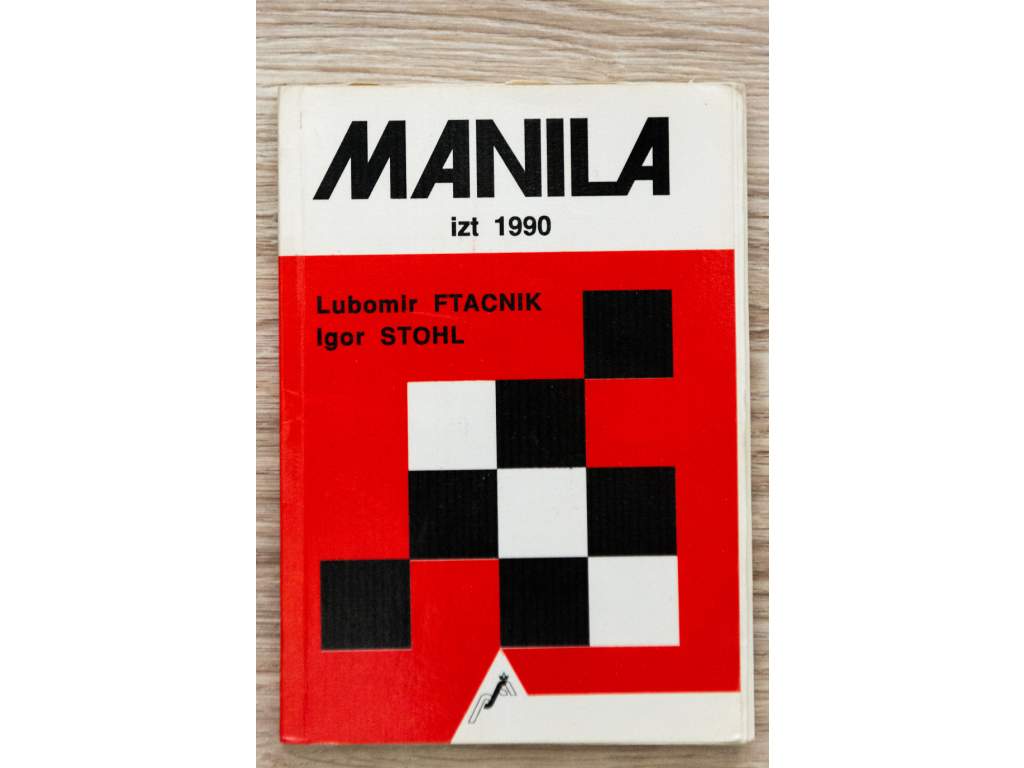 MANILA
izt 1990
Lubomir FTACNIK
Igor STOHL